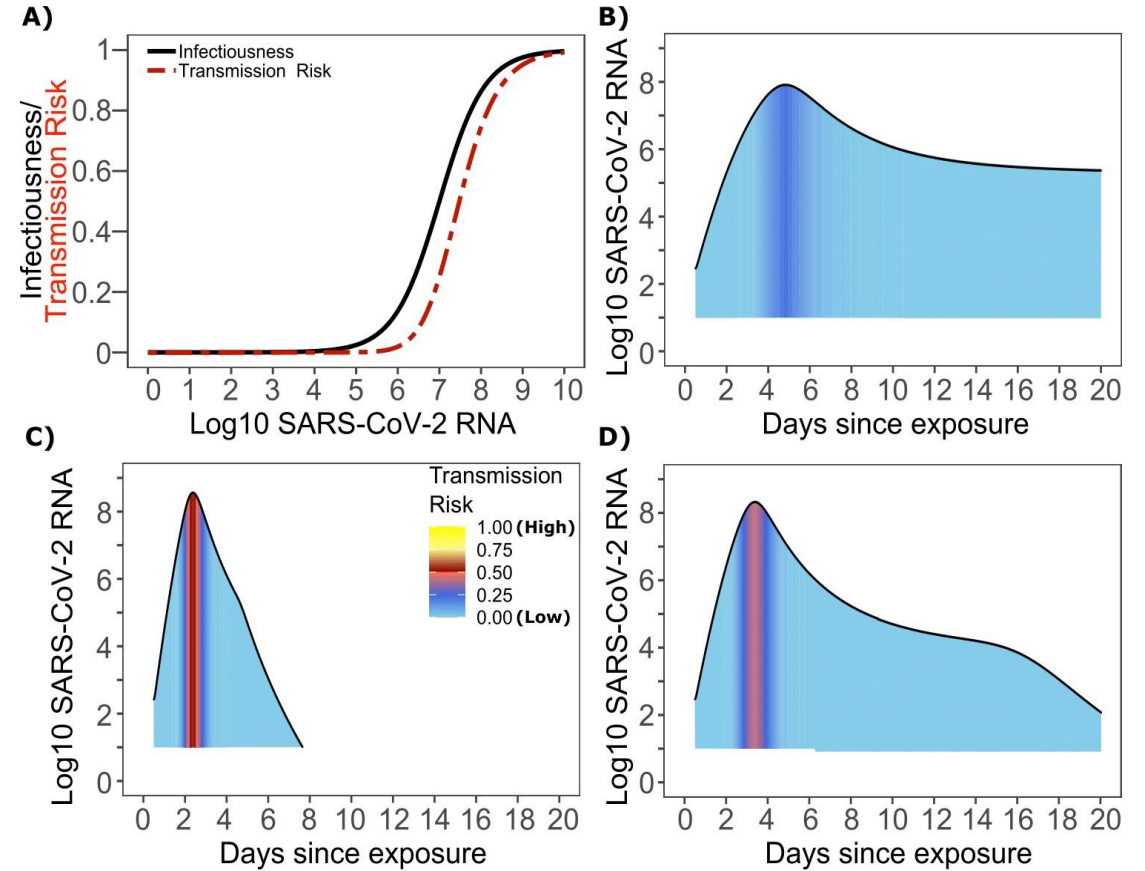 A)
Infectiousness/
Transmission Risk
1
0.8
0.6
0.4
0.2
0
Infectiousness
Transmission Risk
0 1 2 3 4 5 6 7 8 9 10
Log10 SARS-CoV-2 RNA
B)
Log10 SARS-CoV-2 RNA
8
6
4
2
0
0 2 4 6 8 10 12 14 16 18 20
Days since exposure
C)
Log10 SARS-CoV-2 RNA
8
6
4
2
0
Transmission
Risk
1.00 (High)
0.75
0.50
0.25
0.00 (Low)
0 2 4 6 8 10 12 14 16 18 20
Days since exposure
D)
Log10 SARS-CoV-2 RNA
8
6
4
2
0
0 2 4 6 8 10 12 14 16 18 20
Days since exposure